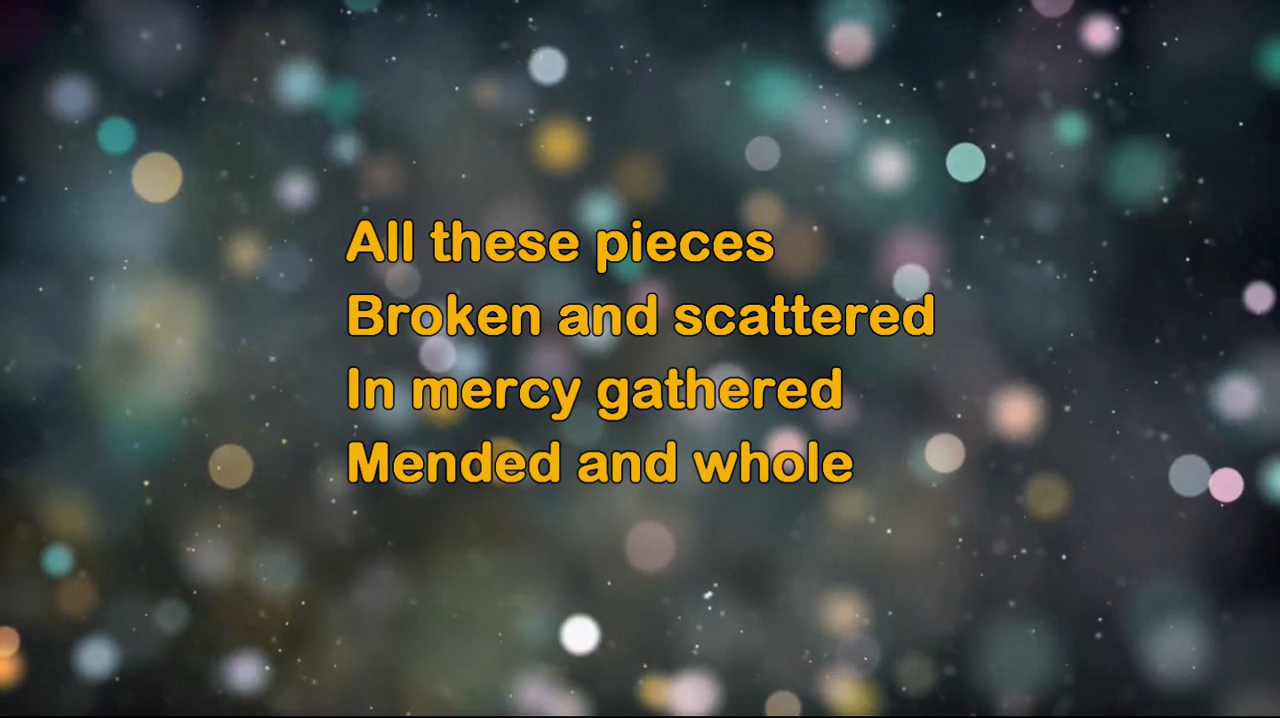 All these pieces
Broken and scattered
In mercy gathered
Mended and whole